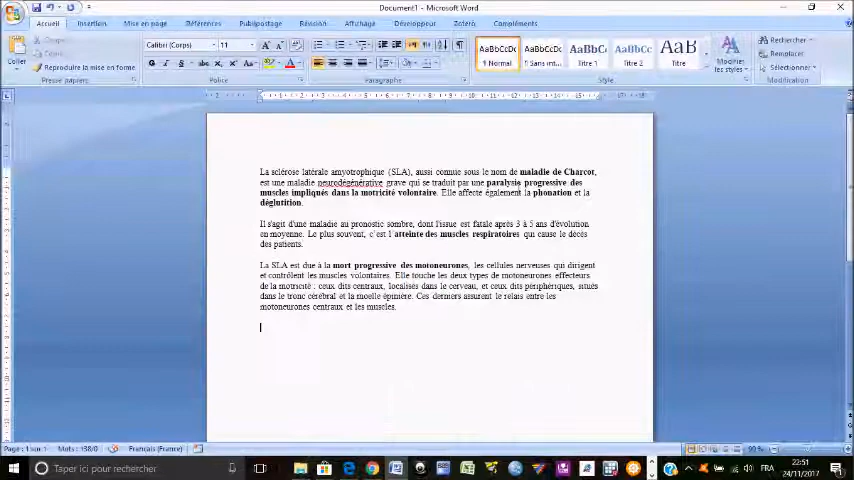 Document1 - Microsoft Word
Accueil Insertion Mise en page Références Publipostage Révision Affichage Développeur Zotero Compléments
Coller
Couper
Copier
Reproduire la mise en forme
Presse papiers
Calibri (Corps) 11
Police
Paragraphe
AaBbCcDc AaBbCcDc AaBbC AaBbCc AaB
¶ Normal ¶ Sans int... Titre 1 Titre 2 Titre
Style
Modifier les styles
Rechercher
Remplacer
Sélectionner
Modification
La sclérose latérale amyotrophique (SLA), aussi connue sous le nom de maladie de Charcot,
est une maladie neurodégénérative grave qui se traduit par une paralysie progressive des
muscles impliqués dans la motricité volontaire. Elle affecte également la phonation et la
déglutition.
Il s'agit d'une maladie au pronostic sombre, dont l'issue est fatale après 3 à 5 ans d'évolution
en moyenne. Le plus souvent, c'est l'atteinte des muscles respiratoires qui cause le décès
des patients.
La SLA est due à la mort progressive des motoneurones, les cellules nerveuses qui dirigent
et contrôlent les muscles volontaires. Elle touche les deux types de motoneurones effecteurs
de la motricité : ceux dits centraux, localisés dans le cerveau, et ceux dits périphériques, situés
dans le tronc cérébral et la moelle épinière. Ces derniers assurent le relais entre les
motoneurones centraux et les muscles.
Page : 1 sur 1 Français (France) 90 %
Taper ici pour rechercher
FRA
22:51
24/11/2017